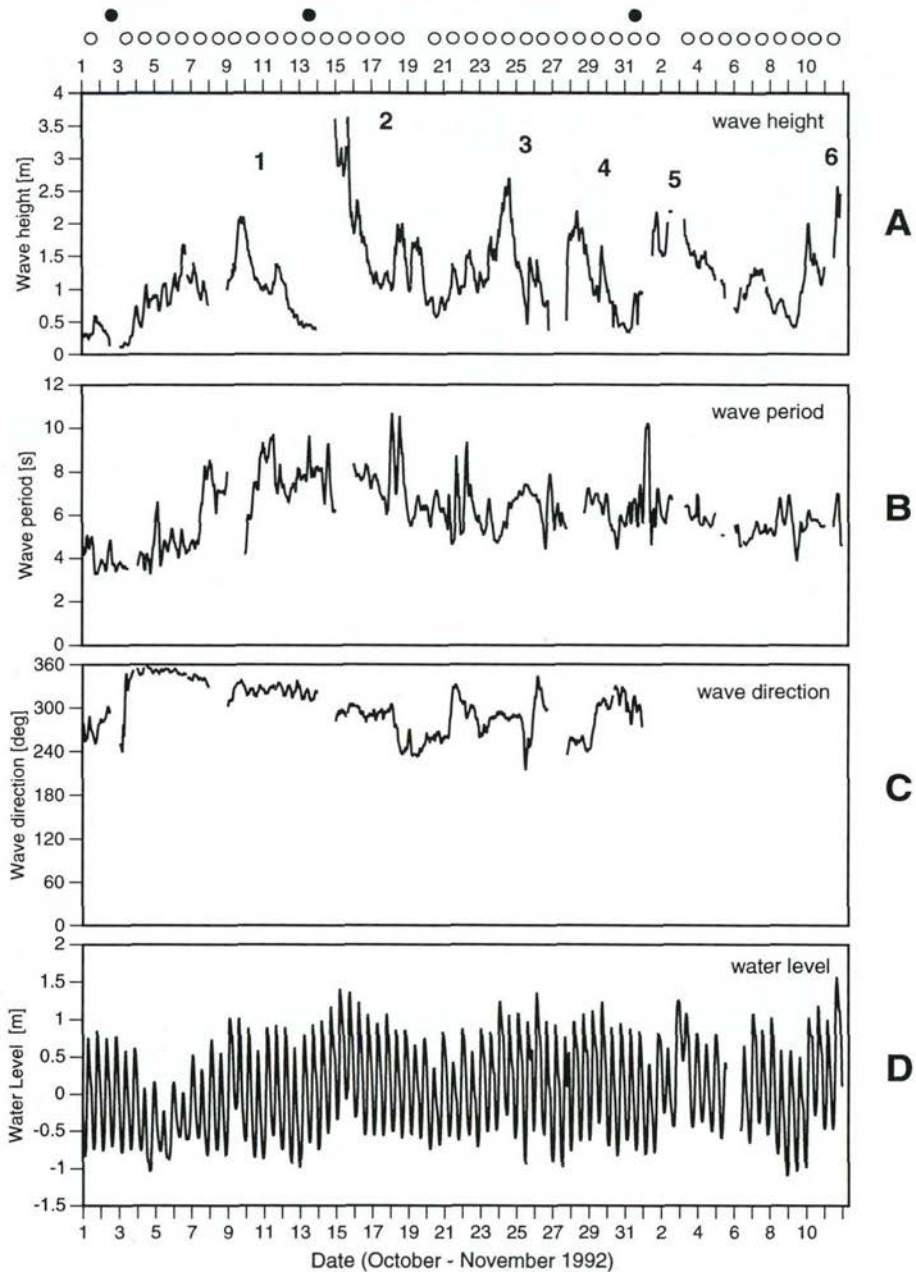 1 3 5 7 9 11 13 15 17 19 21 23 25 27 29 31 2 4 6 8 10 12
4
3.5
3
2.5
2
1.5
1
0.5
0
Wave height [m]
wave height
1
2
3
4
5
6
A
12
10
8
6
4
2
0
Wave period [s]
wave period
B
360
300
240
180
120
60
0
Wave direction [deg]
wave direction
C
2
1.5
1
0.5
0
-0.5
-1
-1.5
Water Level [m]
water level
D
1 3 5 7 9 11 13 15 17 19 21 23 25 27 29 31 2 4 6 8 10 12
Date (October - November 1992)